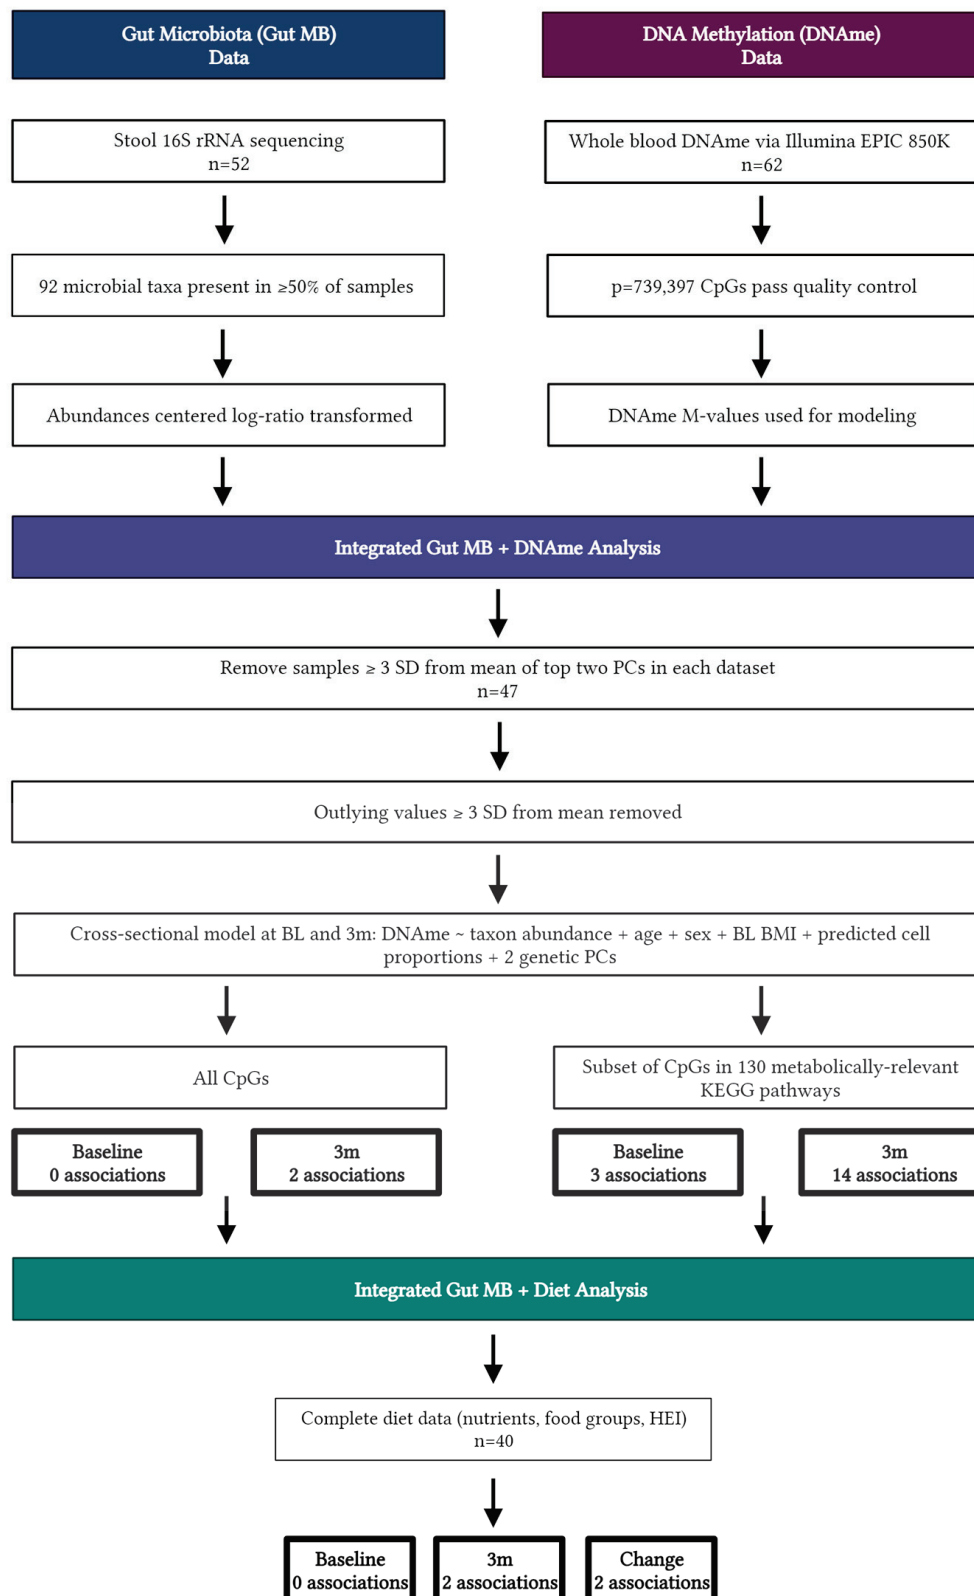 Gut Microbiota (Gut MB)
Data
DNA Methylation (DNAme)
Data
Stool 16S rRNA sequencing
n=52
Whole blood DNAme via Illumina EPIC 850K
n=62
92 microbial taxa present in ≥50% of samples
p=739,397 CpGs pass quality control
Abundances centered log-ratio transformed
DNAme M-values used for modeling
Integrated Gut MB + DNAme Analysis
Remove samples ≥ 3 SD from mean of top two PCs in each dataset
n=47
Outlying values ≥ 3 SD from mean removed
Cross-sectional model at BL and 3m: DNAme ~ taxon abundance + age + sex + BL BMI + predicted cell
proportions + 2 genetic PCs
All CpGs
Subset of CpGs in 130 metabolically-relevant
KEGG pathways
Baseline
0 associations
3m
2 associations
Baseline
3 associations
3m
14 associations
Integrated Gut MB + Diet Analysis
Complete diet data (nutrients, food groups, HEI)
n=40
Baseline
0 associations
3m
2 associations
Change
2 associations